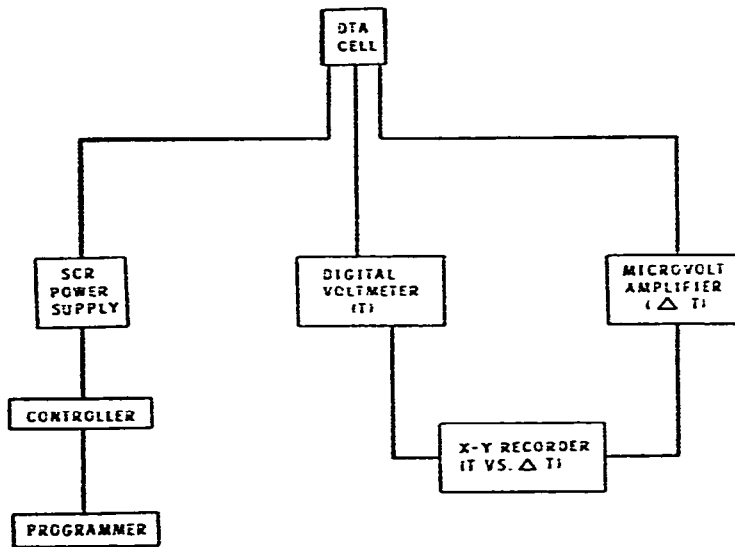 DTA
CELL
SCR
POWER
SUPPLY
DIGITAL
VOLTMETER
(T)
MICROVOLT
AMPLIFIER
( △ T)
CONTROLLER
X-Y RECORDER
(T VS. △ T)
PROGRAMMER